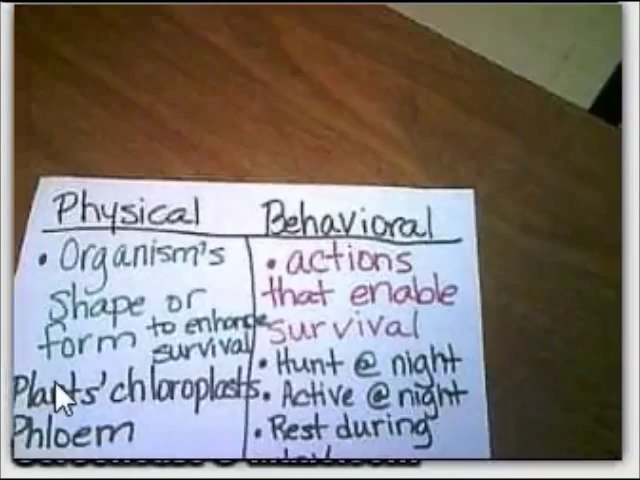 Physical
• Organism's
shape or
form to enhance
survival
Plants' chloroplasts
Phloem
Behavioral
• actions
that enable
survival
• Hunt @ night
• Active @ night
• Rest during